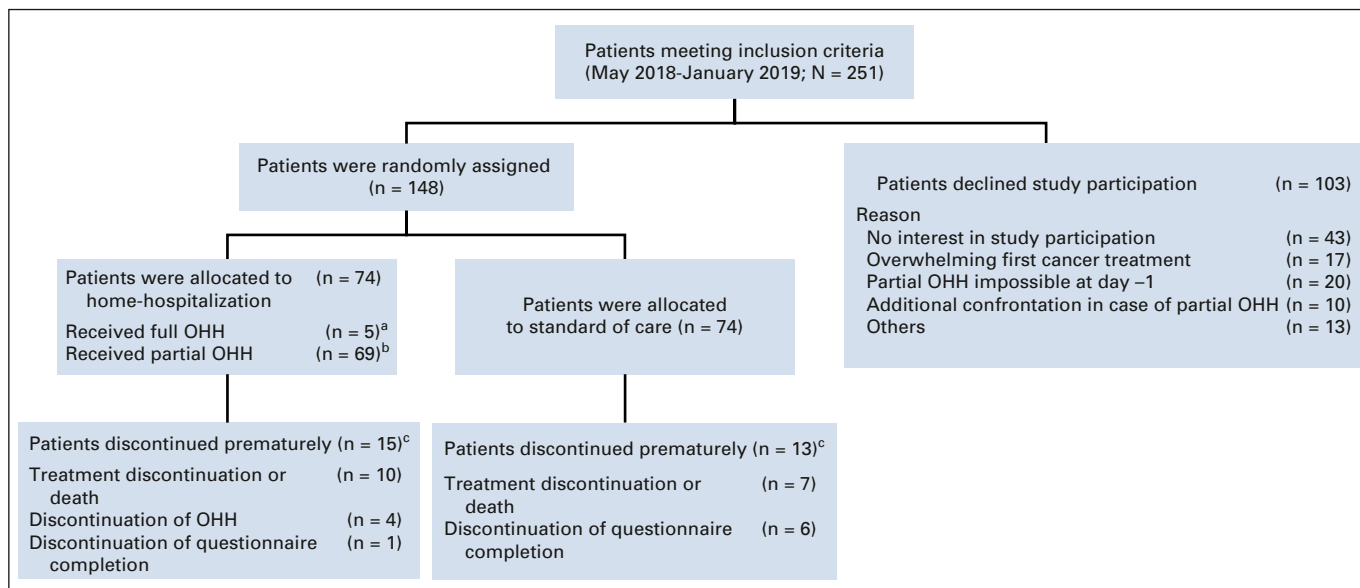 Patients meeting inclusion criteria
(May 2018-January 2019; N = 251)
Patients were randomly assigned
(n = 148)
Patients declined study participation (n = 103)
Reason
No interest in study participation (n = 43)
Overwhelming first cancer treatment (n = 17)
Partial OHH impossible at day –1 (n = 20)
Additional confrontation in case of partial OHH (n = 10)
Others (n = 13)
Patients were allocated to (n = 74)
home-hospitalization
Received full OHH (n = 5)a
Received partial OHH (n = 69)b
Patients were allocated
to standard of care (n = 74)
Patients discontinued prematurely (n = 15)c
Treatment discontinuation or (n = 10)
death
Discontinuation of OHH (n = 4)
Discontinuation of questionnaire (n = 1)
completion
Patients discontinued prematurely (n = 13)c
Treatment discontinuation or (n = 7)
death
Discontinuation of questionnaire (n = 6)
completion